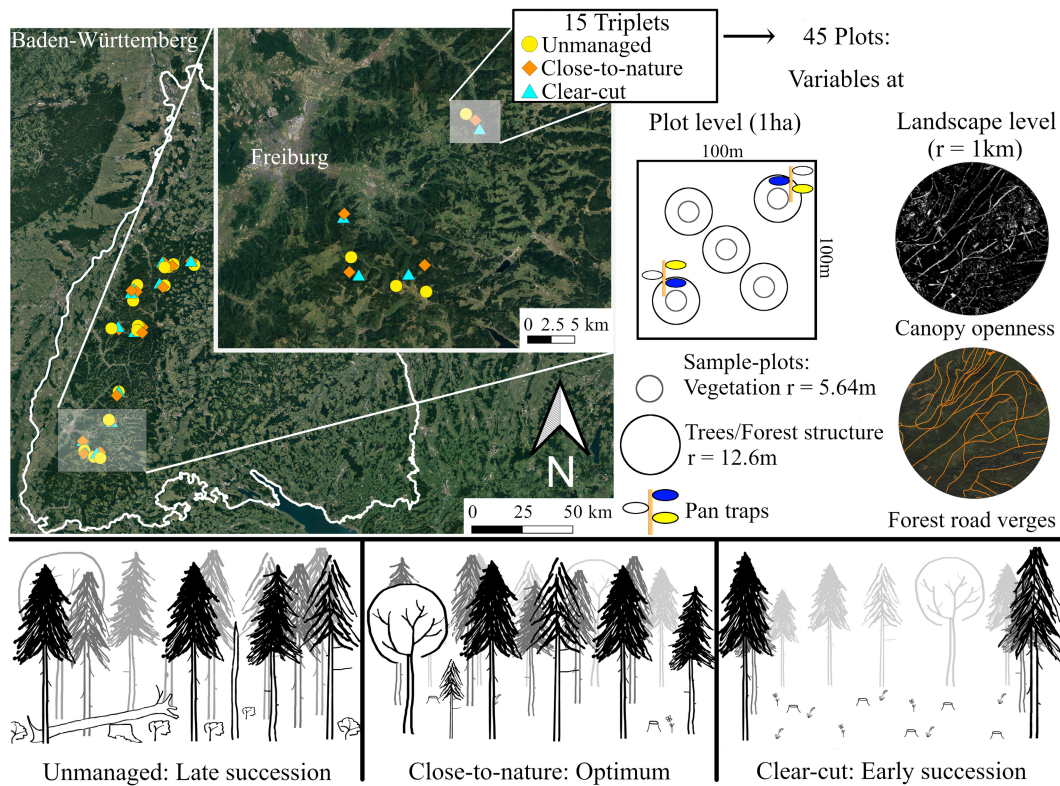 Baden-Württemberg
15 Triplets
Unmanaged
Close-to-nature
Clear-cut
45 Plots:
Variables at
Freiburg
0 2.5 5 km
0 25 50 km
N
Plot level (1ha)
100m
100m
Landscape level
(r = 1km)
Canopy openness
Forest road verges
Sample-plots:
Vegetation r = 5.64m
Trees/Forest structure
r = 12.6m
Pan traps
Unmanaged: Late succession
Close-to-nature: Optimum
Clear-cut: Early succession